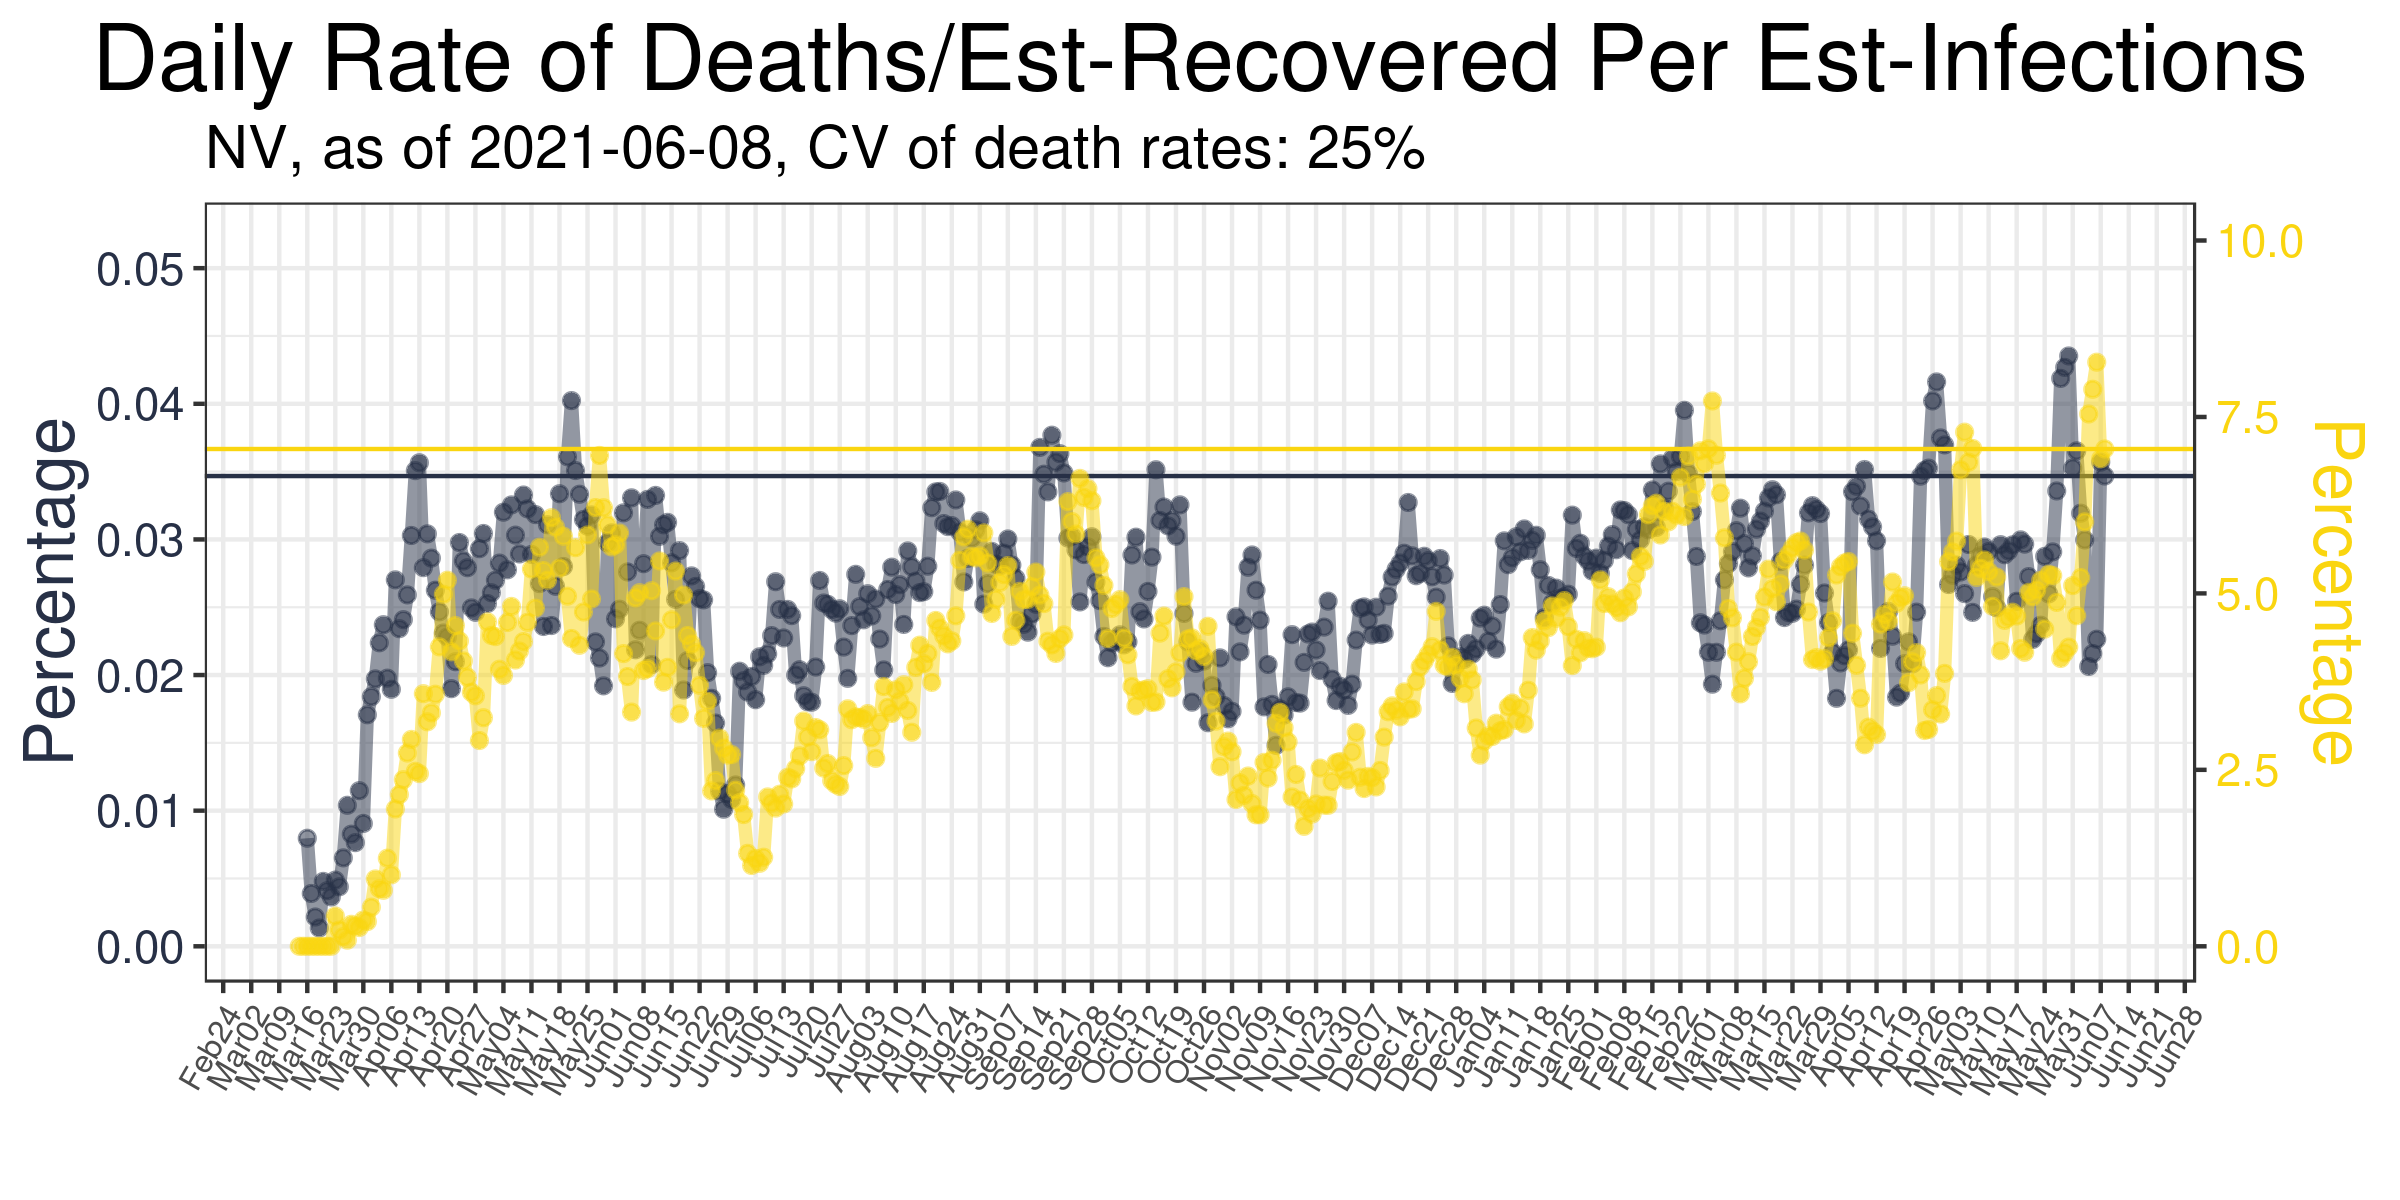 Daily Rate of Deaths/Est-Recovered Per Est-Infections
NV, as of 2021-06-08, CV of death rates: 25%
Percentage
0.05
0.04
0.03
0.02
0.01
0.00
10.0
7.5
5.0
2.5
0.0
Percentage
Feb24
Mar02
Mar09
Mar16
Mar23
Mar30
Apr06
Apr13
Apr20
Apr27
May04
May11
May18
May25
Jun01
Jun08
Jun15
Jun22
Jun29
Jul06
Jul13
Jul20
Jul27
Aug03
Aug10
Aug17
Aug24
Aug31
Sep07
Sep14
Sep21
Sep28
Oct05
Oct12
Oct19
Oct26
Nov02
Nov09
Nov16
Nov23
Nov30
Dec07
Dec14
Dec21
Dec28
Jan04
Jan11
Jan18
Jan25
Feb01
Feb08
Feb15
Feb22
Mar01
Mar08
Mar15
Mar22
Mar29
Apr05
Apr12
Apr19
Apr26
May03
May10
May17
May24
May31
Jun07
Jun14
Jun21
Jun28